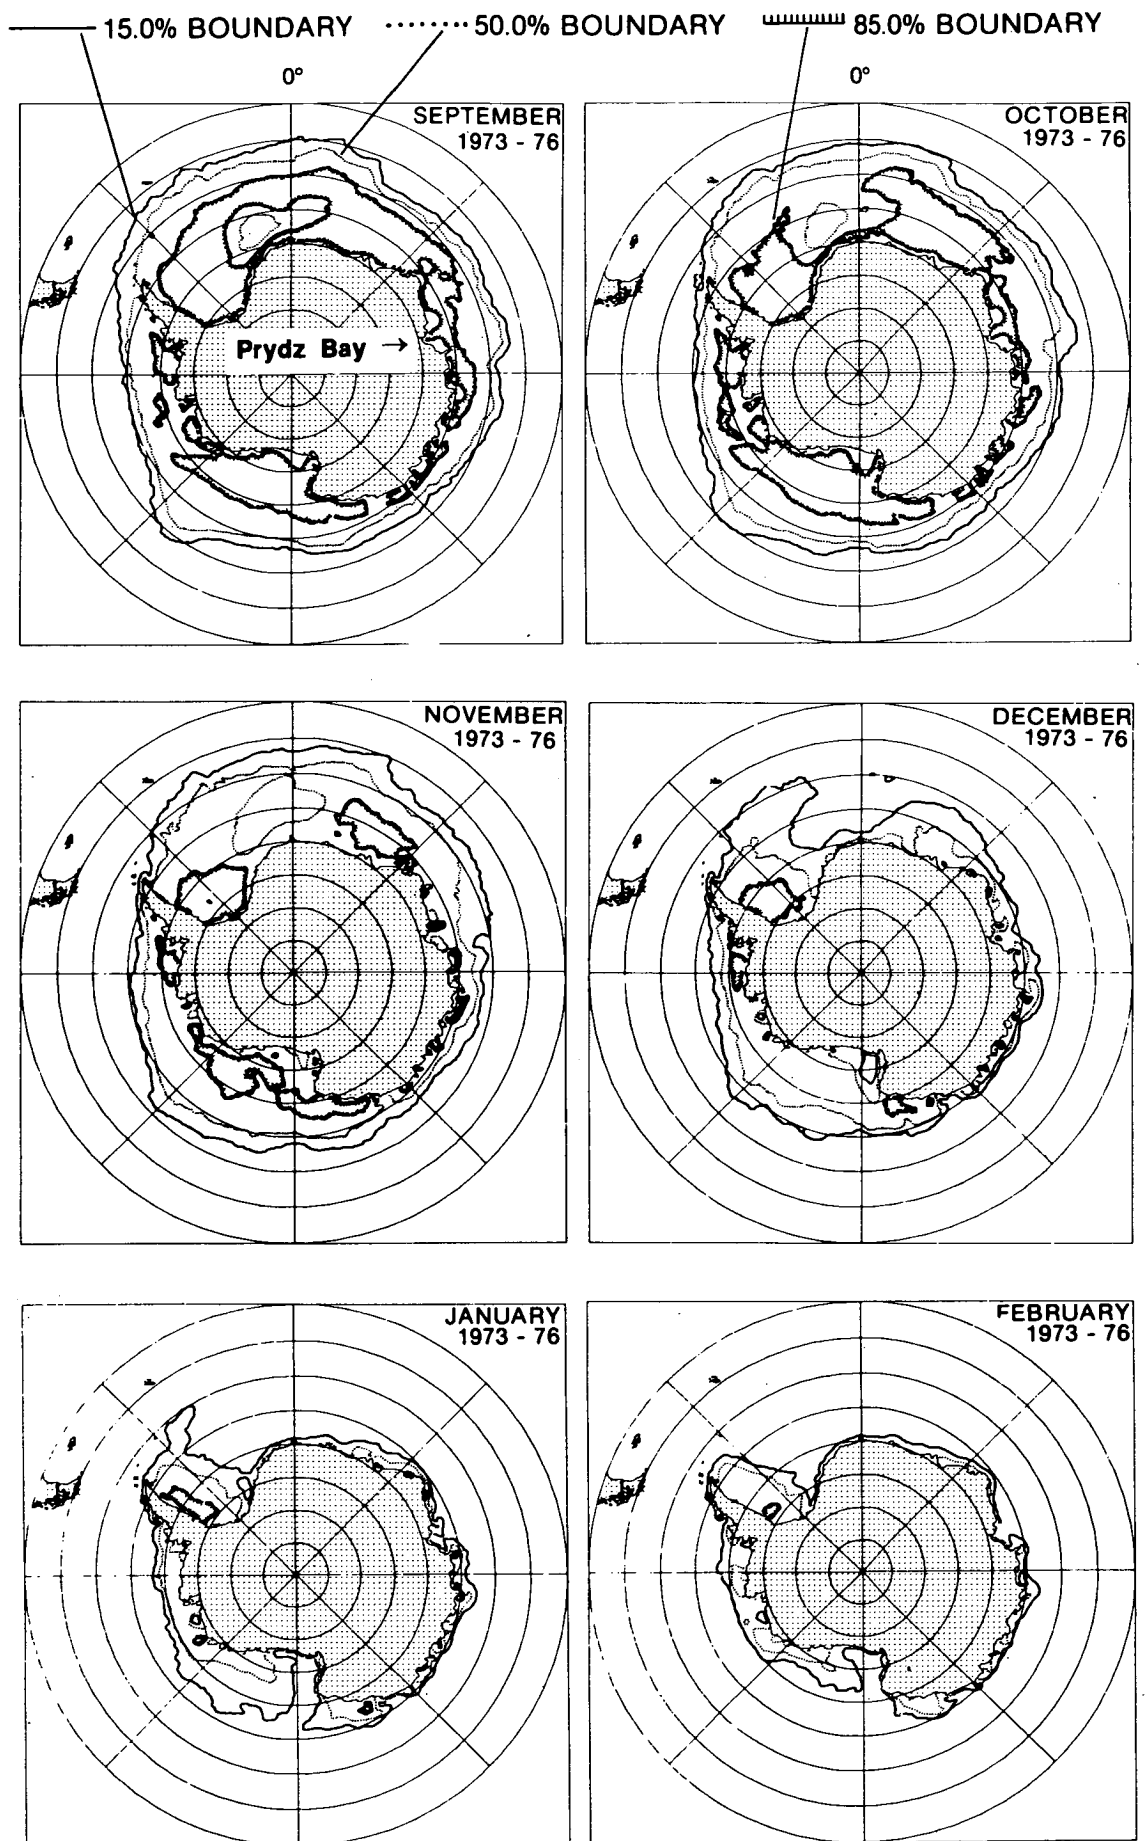 15.0% BOUNDARY 50.0% BOUNDARY 85.0% BOUNDARY
0° 0°
SEPTEMBER
1973 - 76
OCTOBER
1973 - 76
Prydz Bay →
NOVEMBER
1973 - 76
DECEMBER
1973 - 76
JANUARY
1973 - 76
FEBRUARY
1973 - 76